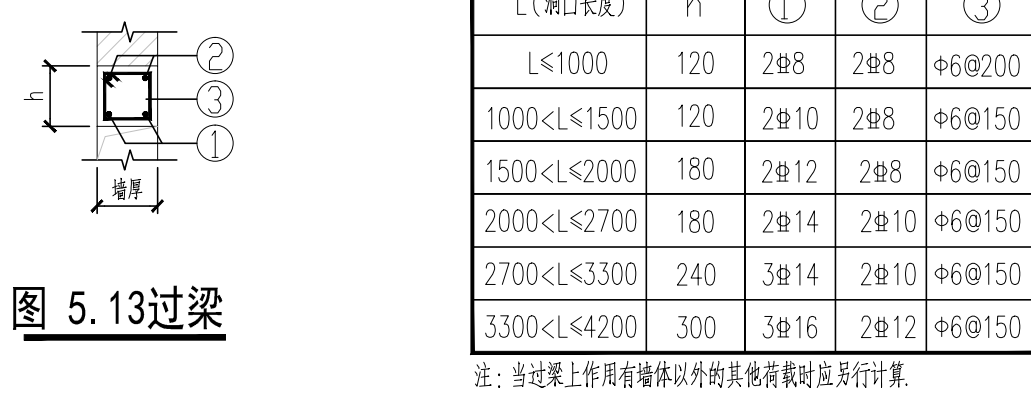 L(洞口长度) h ① ② ③
L≤1000 120 2⌽8 2⌽8 Φ6@200
1000<L≤1500 120 2⌽10 2⌽8 Φ6@150
1500<L≤2000 180 2⌽12 2⌽8 Φ6@150
2000<L≤2700 180 2⌽14 2⌽10 Φ6@150
2700<L≤3300 240 3⌽14 2⌽10 Φ6@150
3300<L≤4200 300 3⌽16 2⌽12 Φ6@150
注：当过梁上作用有墙体以外的其他荷载时应另行计算.
②
③
①
h
墙厚
图 5.13过梁